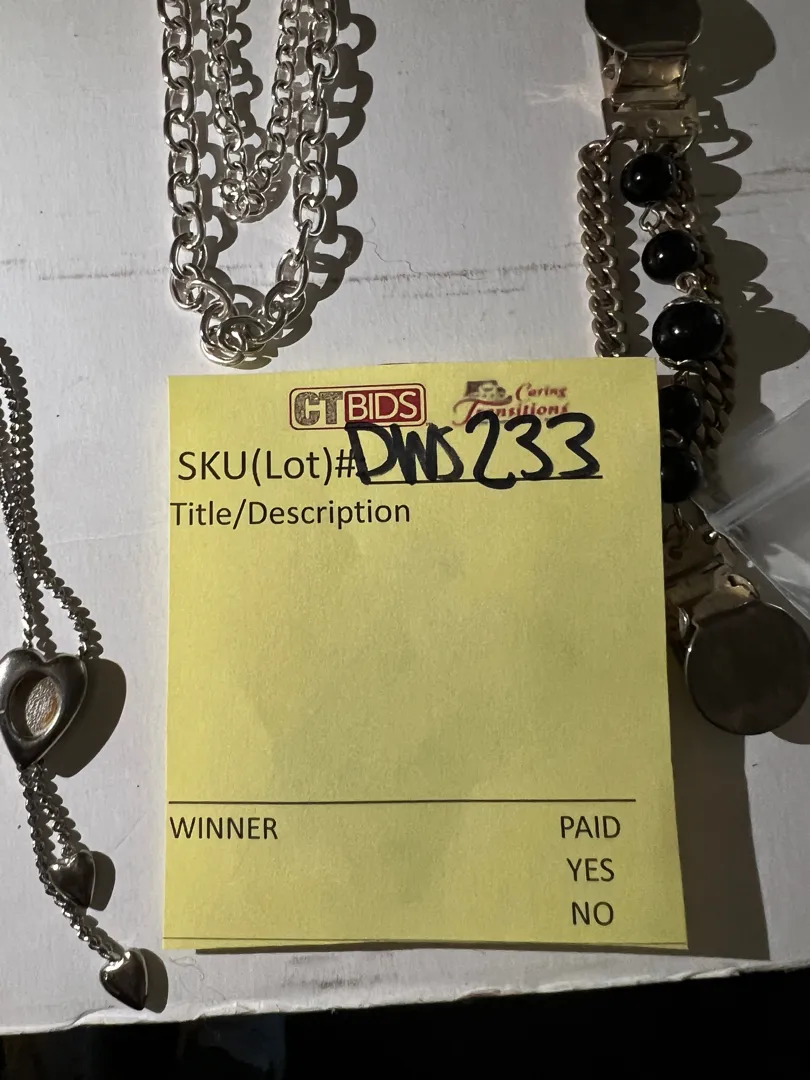 CTBIDS Caring Transitions
SKU(Lot)# DWS233
Title/Description
WINNER PAID
YES
NO